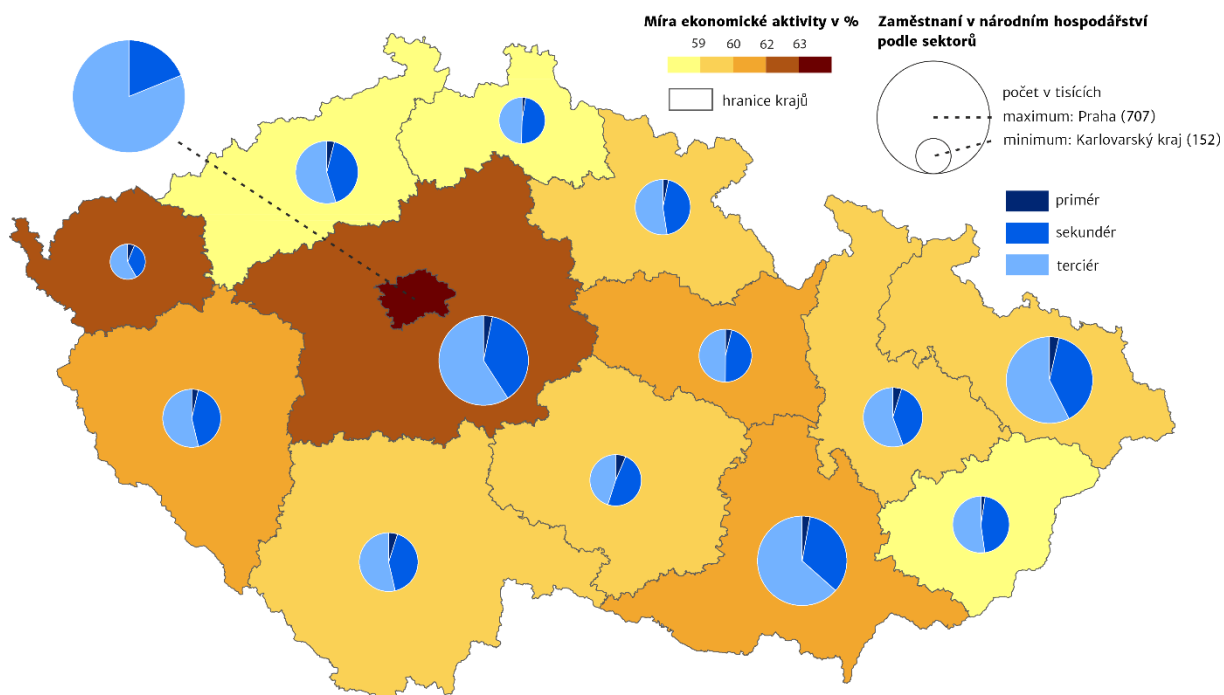 Míra ekonomické aktivity v %
59 60 62 63
hranice krajů
Zaměstnaní v národním hospodářství
podle sektorů
počet v tisících
maximum: Praha (707)
minimum: Karlovarský kraj (152)
primér
sekundér
terciér